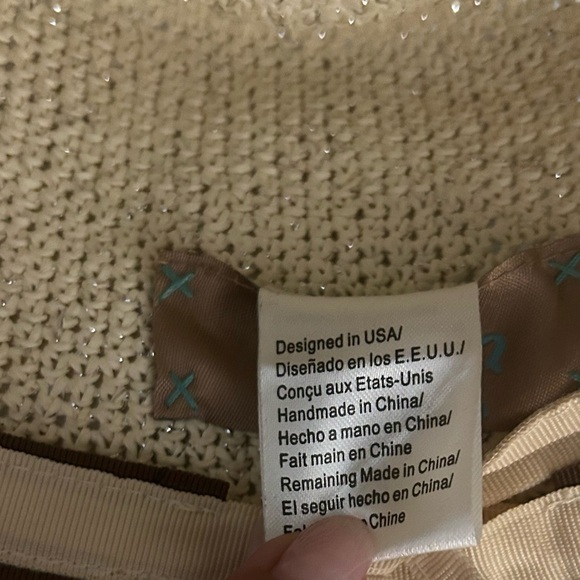 Designed in USA/
Diseñado en los E.E.U.U./
Conçu aux Etats-Unis
Handmade in China/
Hecho a mano en China/
Fait main en Chine
Remaining Made in China/
El seguir hecho en China/
Chine